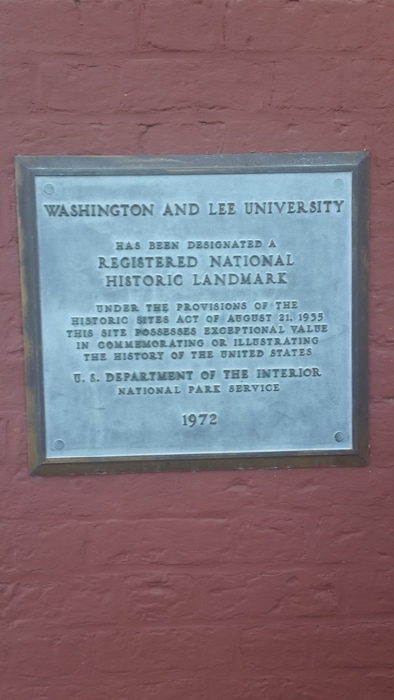 WASHINGTON AND LEE UNIVERSITY
HAS BEEN DESIGNATED A
REGISTERED NATIONAL
HISTORIC LANDMARK
UNDER THE PROVISIONS OF THE
HISTORIC SITES ACT OF AUGUST 21, 1935
THIS SITE POSSESSES EXCEPTIONAL VALUE
IN COMMEMORATING OR ILLUSTRATING
THE HISTORY OF THE UNITED STATES
U. S. DEPARTMENT OF THE INTERIOR
NATIONAL PARK SERVICE
1972